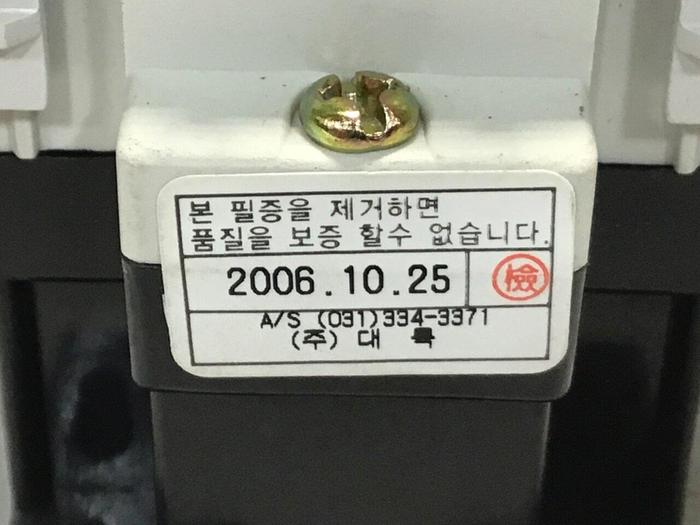 본 필증을 제거하면
품질을 보증 할수 없습니다.
2006.10.25
檢
A/S (031)334-3371
(주) 대